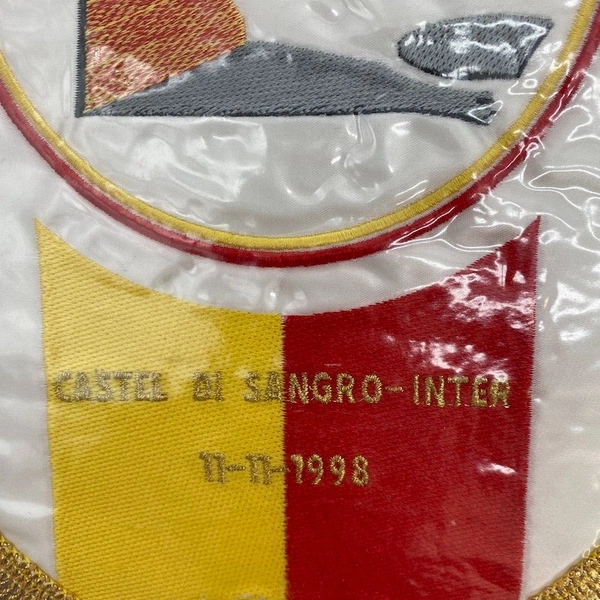 CASTEL DI SANGRO-INTER
11-11-1998